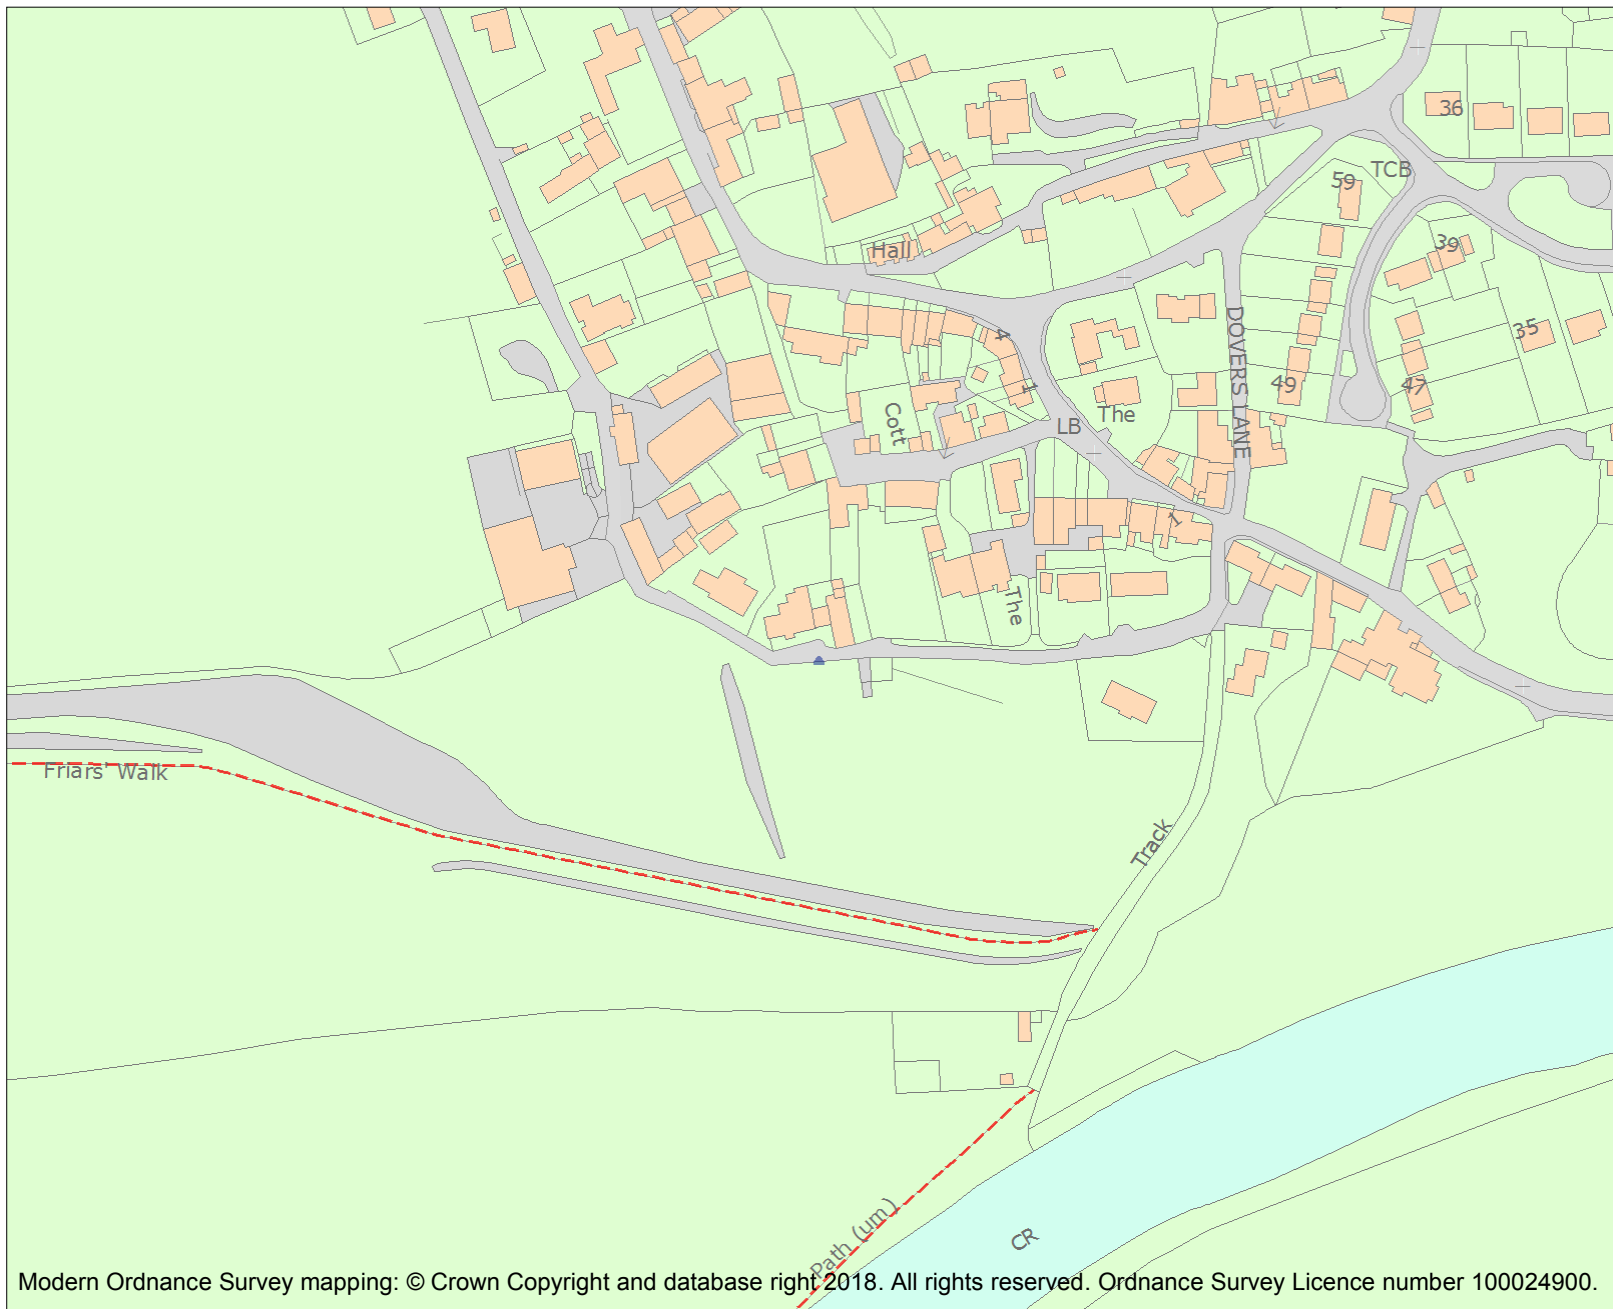 36
TCB
59
39
Hall
DOVERS LANE
4
35
1
49
47
Cott
The
LB
1
The
Friars' Walk
Track
Path (um)
CR
Modern Ordnance Survey mapping: © Crown Copyright and database right 2018. All rights reserved. Ordnance Survey Licence number 100024900.